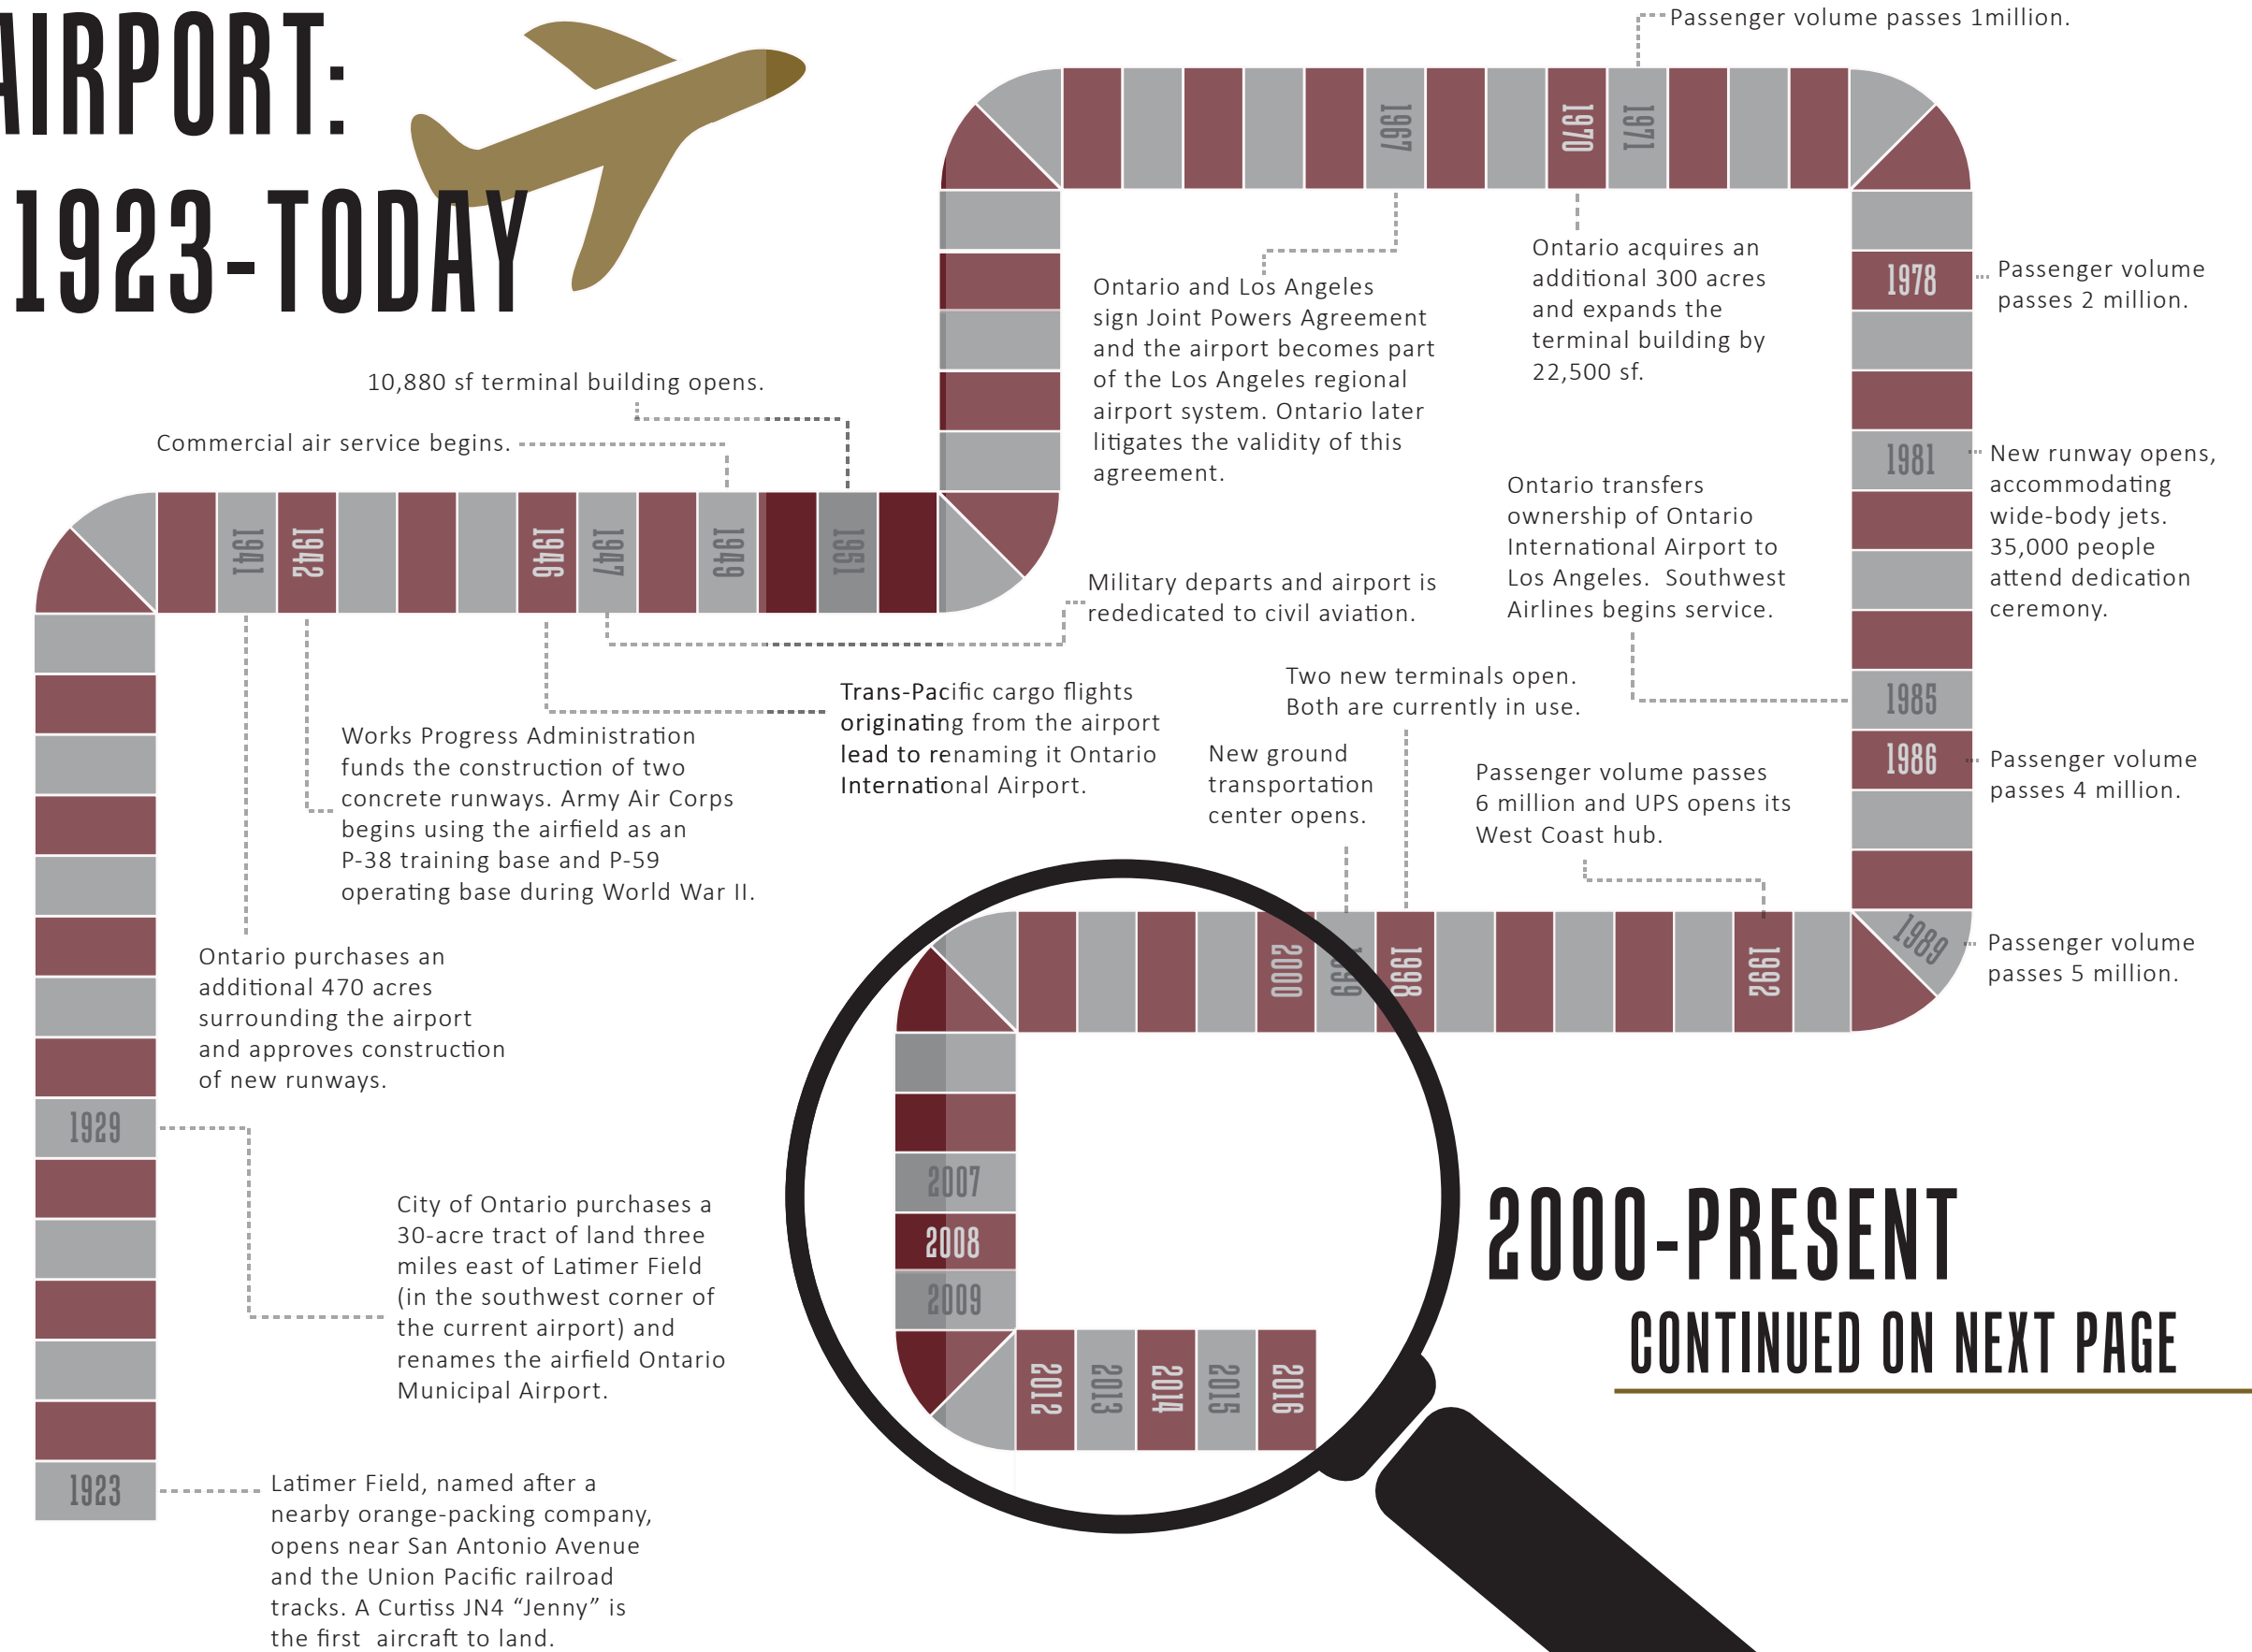 AIRPORT:
1923-TODAY
Passenger volume passes 1million.
1967
1970
1971
Ontario and Los Angeles
sign Joint Powers Agreement
and the airport becomes part
of the Los Angeles regional
airport system. Ontario later
litigates the validity of this
agreement.
Ontario acquires an
additional 300 acres
and expands the
terminal building by
22,500 sf.
1978
Passenger volume
passes 2 million.
10,880 sf terminal building opens.
Commercial air service begins.
1981
New runway opens,
accommodating
wide-body jets.
35,000 people
attend dedication
ceremony.
Ontario transfers
ownership of Ontario
International Airport to
Los Angeles.  Southwest
Airlines begins service.
1941
1942
1946
1947
1949
1951
Military departs and airport is
rededicated to civil aviation.
1985
Two new terminals open.
Both are currently in use.
Trans-Pacific cargo flights
originating from the airport
lead to renaming it Ontario
International Airport.
Works Progress Administration
funds the construction of two
concrete runways. Army Air Corps
begins using the airfield as an
P-38 training base and P-59
operating base during World War II.
New ground
transportation
center opens.
Passenger volume passes
6 million and UPS opens its
West Coast hub.
1986
Passenger volume
passes 4 million.
1989
Passenger volume
passes 5 million.
2000
1999
1998
1992
Ontario purchases an
additional 470 acres
surrounding the airport
and approves construction
of new runways.
1929
City of Ontario purchases a
30-acre tract of land three
miles east of Latimer Field
(in the southwest corner of
the current airport) and
renames the airfield Ontario
Municipal Airport.
2007
2008
2009
2012
2013
2014
2015
2016
2000-PRESENT
CONTINUED ON NEXT PAGE
1923
Latimer Field, named after a
nearby orange-packing company,
opens near San Antonio Avenue
and the Union Pacific railroad
tracks. A Curtiss JN4 “Jenny” is
the first  aircraft to land.